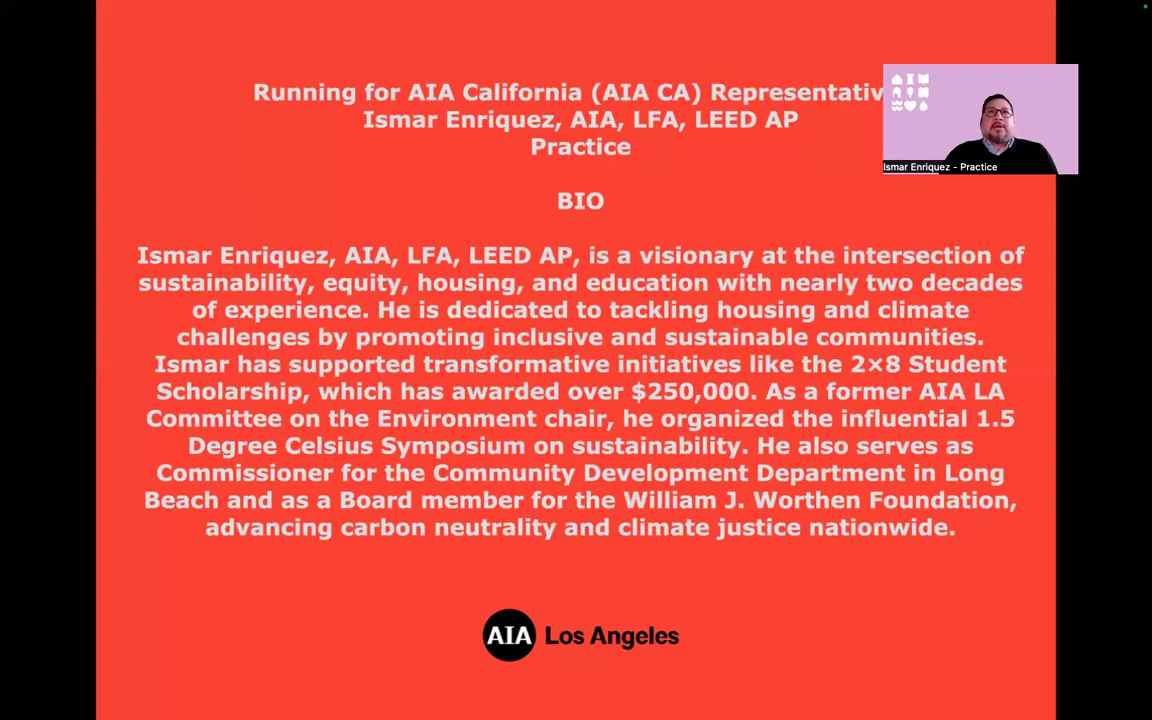 Running for AIA California (AIA CA) Representativ
Ismar Enriquez, AIA, LFA, LEED AP
Practice
Ismar Enriquez - Practice
BIO
Ismar Enriquez, AIA, LFA, LEED AP, is a visionary at the intersection of
sustainability, equity, housing, and education with nearly two decades
of experience. He is dedicated to tackling housing and climate
challenges by promoting inclusive and sustainable communities.
Ismar has supported transformative initiatives like the 2×8 Student
Scholarship, which has awarded over $250,000. As a former AIA LA
Committee on the Environment chair, he organized the influential 1.5
Degree Celsius Symposium on sustainability. He also serves as
Commissioner for the Community Development Department in Long
Beach and as a Board member for the William J. Worthen Foundation,
advancing carbon neutrality and climate justice nationwide.
AIA Los Angeles